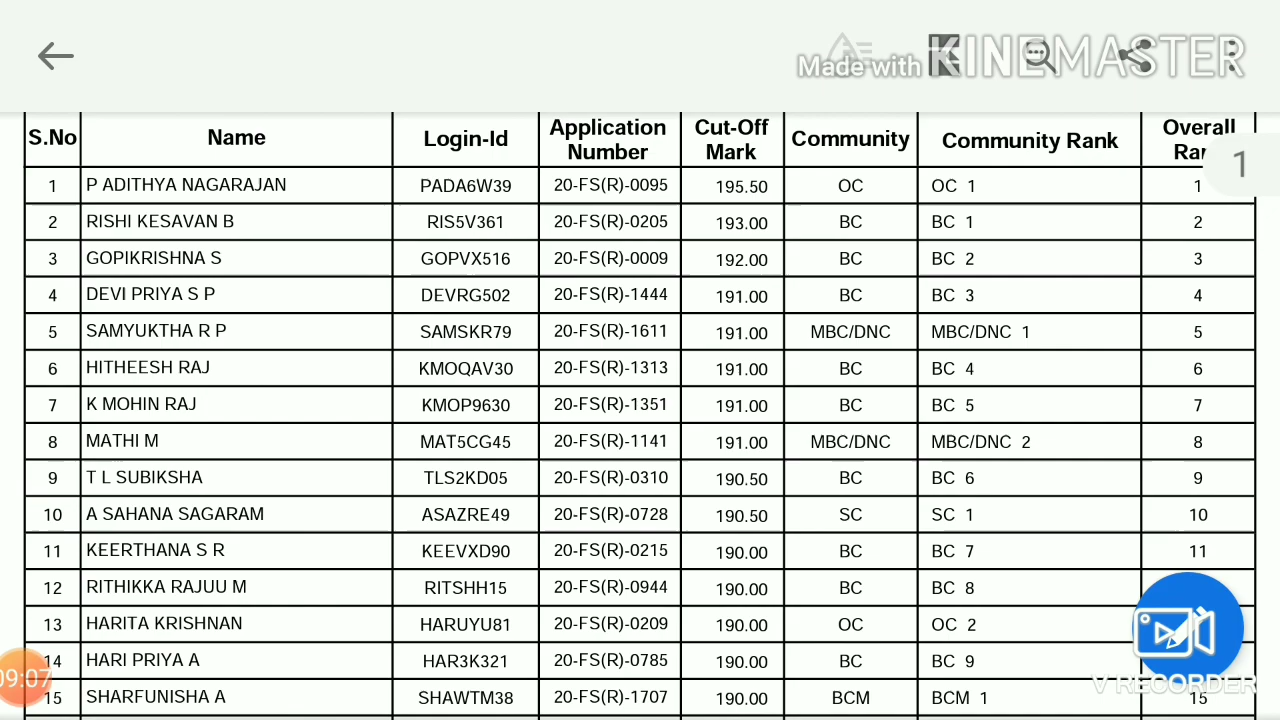 Made with KINEMASTER
S.No Name Login-Id Application Number Cut-Off Mark Community Community Rank Overall
1
1 P ADITHYA NAGARAJAN PADA6W39 20-FS(R)-0095 195.50 OC OC 1 1
2 RISHI KESAVAN B RIS5V361 20-FS(R)-0205 193.00 BC BC 1 2
3 GOPIKRISHNA S GOPVX516 20-FS(R)-0009 192.00 BC BC 2 3
4 DEVI PRIYA S P DEVRG502 20-FS(R)-1444 191.00 BC BC 3 4
5 SAMYUKTHA R P SAMSKR79 20-FS(R)-1611 191.00 MBC/DNC MBC/DNC 1 5
6 HITHEESH RAJ KMOQAV30 20-FS(R)-1313 191.00 BC BC 4 6
7 K MOHIN RAJ KMOP9630 20-FS(R)-1351 191.00 BC BC 5 7
8 MATHI M MAT5CG45 20-FS(R)-1141 191.00 MBC/DNC MBC/DNC 2 8
9 T L SUBIKSHA TLS2KD05 20-FS(R)-0310 190.50 BC BC 6 9
10 A SAHANA SAGARAM ASAZRE49 20-FS(R)-0728 190.50 SC SC 1 10
11 KEERTHANA S R KEEVXD90 20-FS(R)-0215 190.00 BC BC 7 11
12 RITHIKKA RAJUU M RITSHH15 20-FS(R)-0944 190.00 BC BC 8
13 HARITA KRISHNAN HARUYU81 20-FS(R)-0209 190.00 OC OC 2
14 HARI PRIYA A HAR3K321 20-FS(R)-0785 190.00 BC BC 9
09:07
V RECORDER
15 SHARFUNISHA A SHAWTM38 20-FS(R)-1707 190.00 BCM BCM 1 15